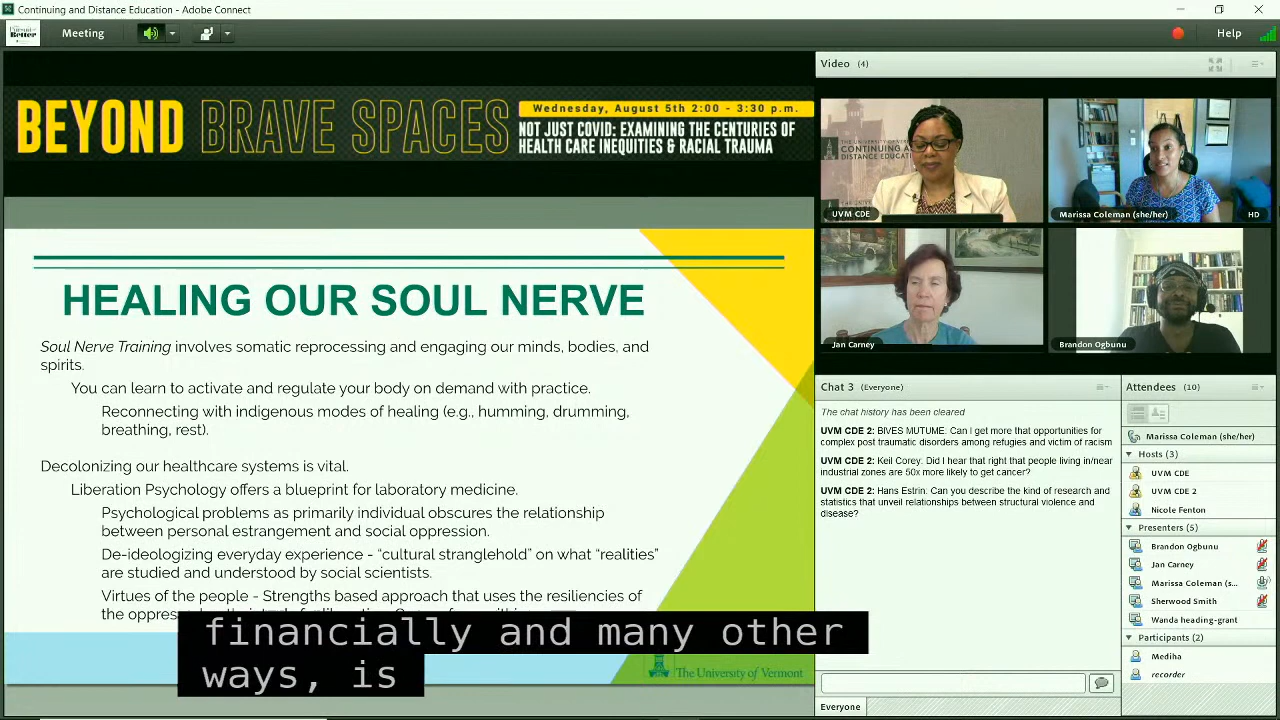 Continuing and Distance Education - Adobe Connect
Meeting
Help
BEYOND BRAVE SPACES
Wednesday, August 5th 2:00 - 3:30 p.m.
NOT JUST COVID: EXAMINING THE CENTURIES OF
HEALTH CARE INEQUITIES & RACIAL TRAUMA
HEALING OUR SOUL NERVE
Soul Nerve Training involves somatic reprocessing and engaging our minds, bodies, and
spirits.
You can learn to activate and regulate your body on demand with practice.
Reconnecting with indigenous modes of healing (e.g., humming, drumming,
breathing, rest).
Decolonizing our healthcare systems is vital.
Liberation Psychology offers a blueprint for laboratory medicine.
Psychological problems as primarily individual obscures the relationship
between personal estrangement and social oppression.
De-ideologizing everyday experience - “cultural stranglehold” on what “realities”
are studied and understood by social scientists.
Virtues of the people - Strengths based approach that uses the resiliencies of
the
financially and many other
ways, is
The University of Vermont
Video (4)
CONTINUING A
DISTANCE EDUCATI
UVM CDE
Marissa Coleman (she/her)
HD
Jan Carney
Brandon Ogbunu
Chat 3 (Everyone)
The chat history has been cleared
UVM CDE 2: BIVES MUTUME: Can I get more that opportunities for
complex post traumatic disorders among refugies and victim of racism
UVM CDE 2: Keil Corey: Did I hear that right that people living in/near
industrial zones are 50x more likely to get cancer?
UVM CDE 2: Hans Estrin: Can you describe the kind of research and
statistics that unveil relationships between structural violence and
disease?
Everyone
Attendees (10)
Marissa Coleman (she/her)
Hosts (3)
UVM CDE
UVM CDE 2
Nicole Fenton
Presenters (5)
Brandon Ogbunu
Jan Carney
Marissa Coleman (s...
Sherwood Smith
Wanda heading-grant
Participants (2)
Mediha
recorder